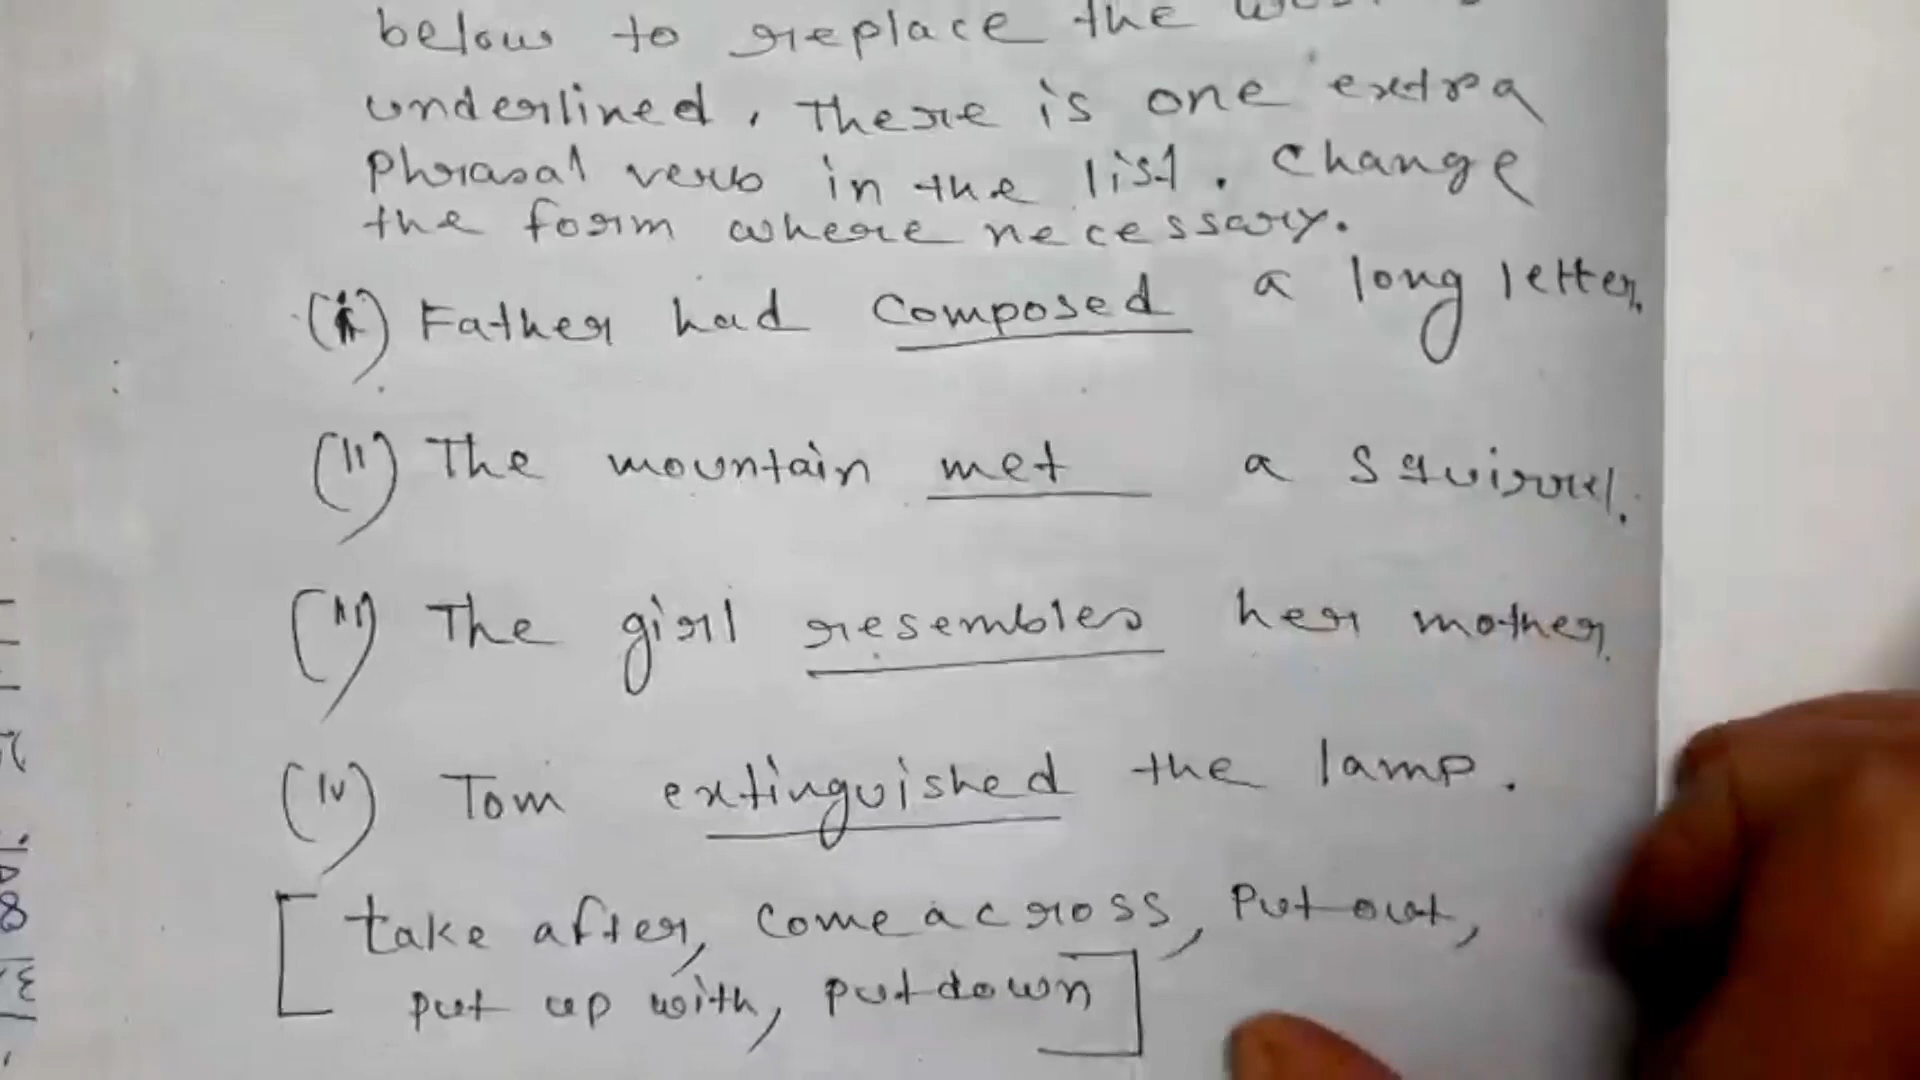 below to replace the
underlined. There is one extra
Phrasal verb in the list. Change
the form where necessary.
(i) Father had composed a long letter.
(ii) The mountain met a squirrel.
(iii) The girl resembles her mother.
(iv) Tom extinguished the lamp.
[take after, come across, Put out,
put up with, put down]